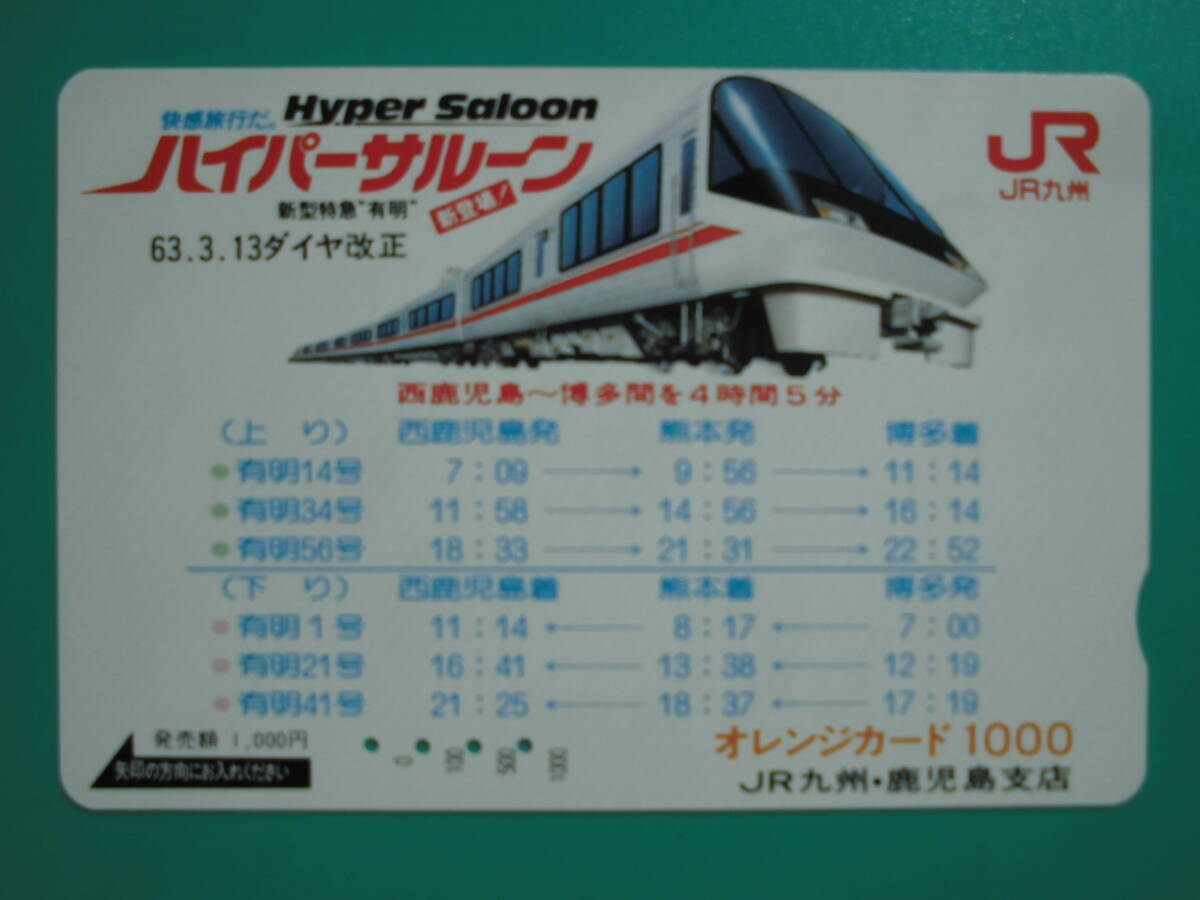 快感旅行だ。 Hyper Saloon
ハイパーサルーン
新型特急"有明"
新登場!
63.3.13ダイヤ改正
JR
JR九州
西鹿児島～博多間を4時間5分
(上り) 西鹿児島発 熊本発 博多着
有明14号 7:09 → 9:56 → 11:14
有明34号 11:58 → 14:56 → 16:14
有明56号 18:33 → 21:31 → 22:52
(下り) 西鹿児島着 熊本着 博多発
有明1号 11:14 ← 8:17 ← 7:00
有明21号 16:41 ← 13:38 ← 12:19
有明41号 21:25 ← 18:37 ← 17:19
発売額 1,000円
矢印の方向にお入れください
0 100 500 1000
オレンジカード1000
JR九州・鹿児島支店